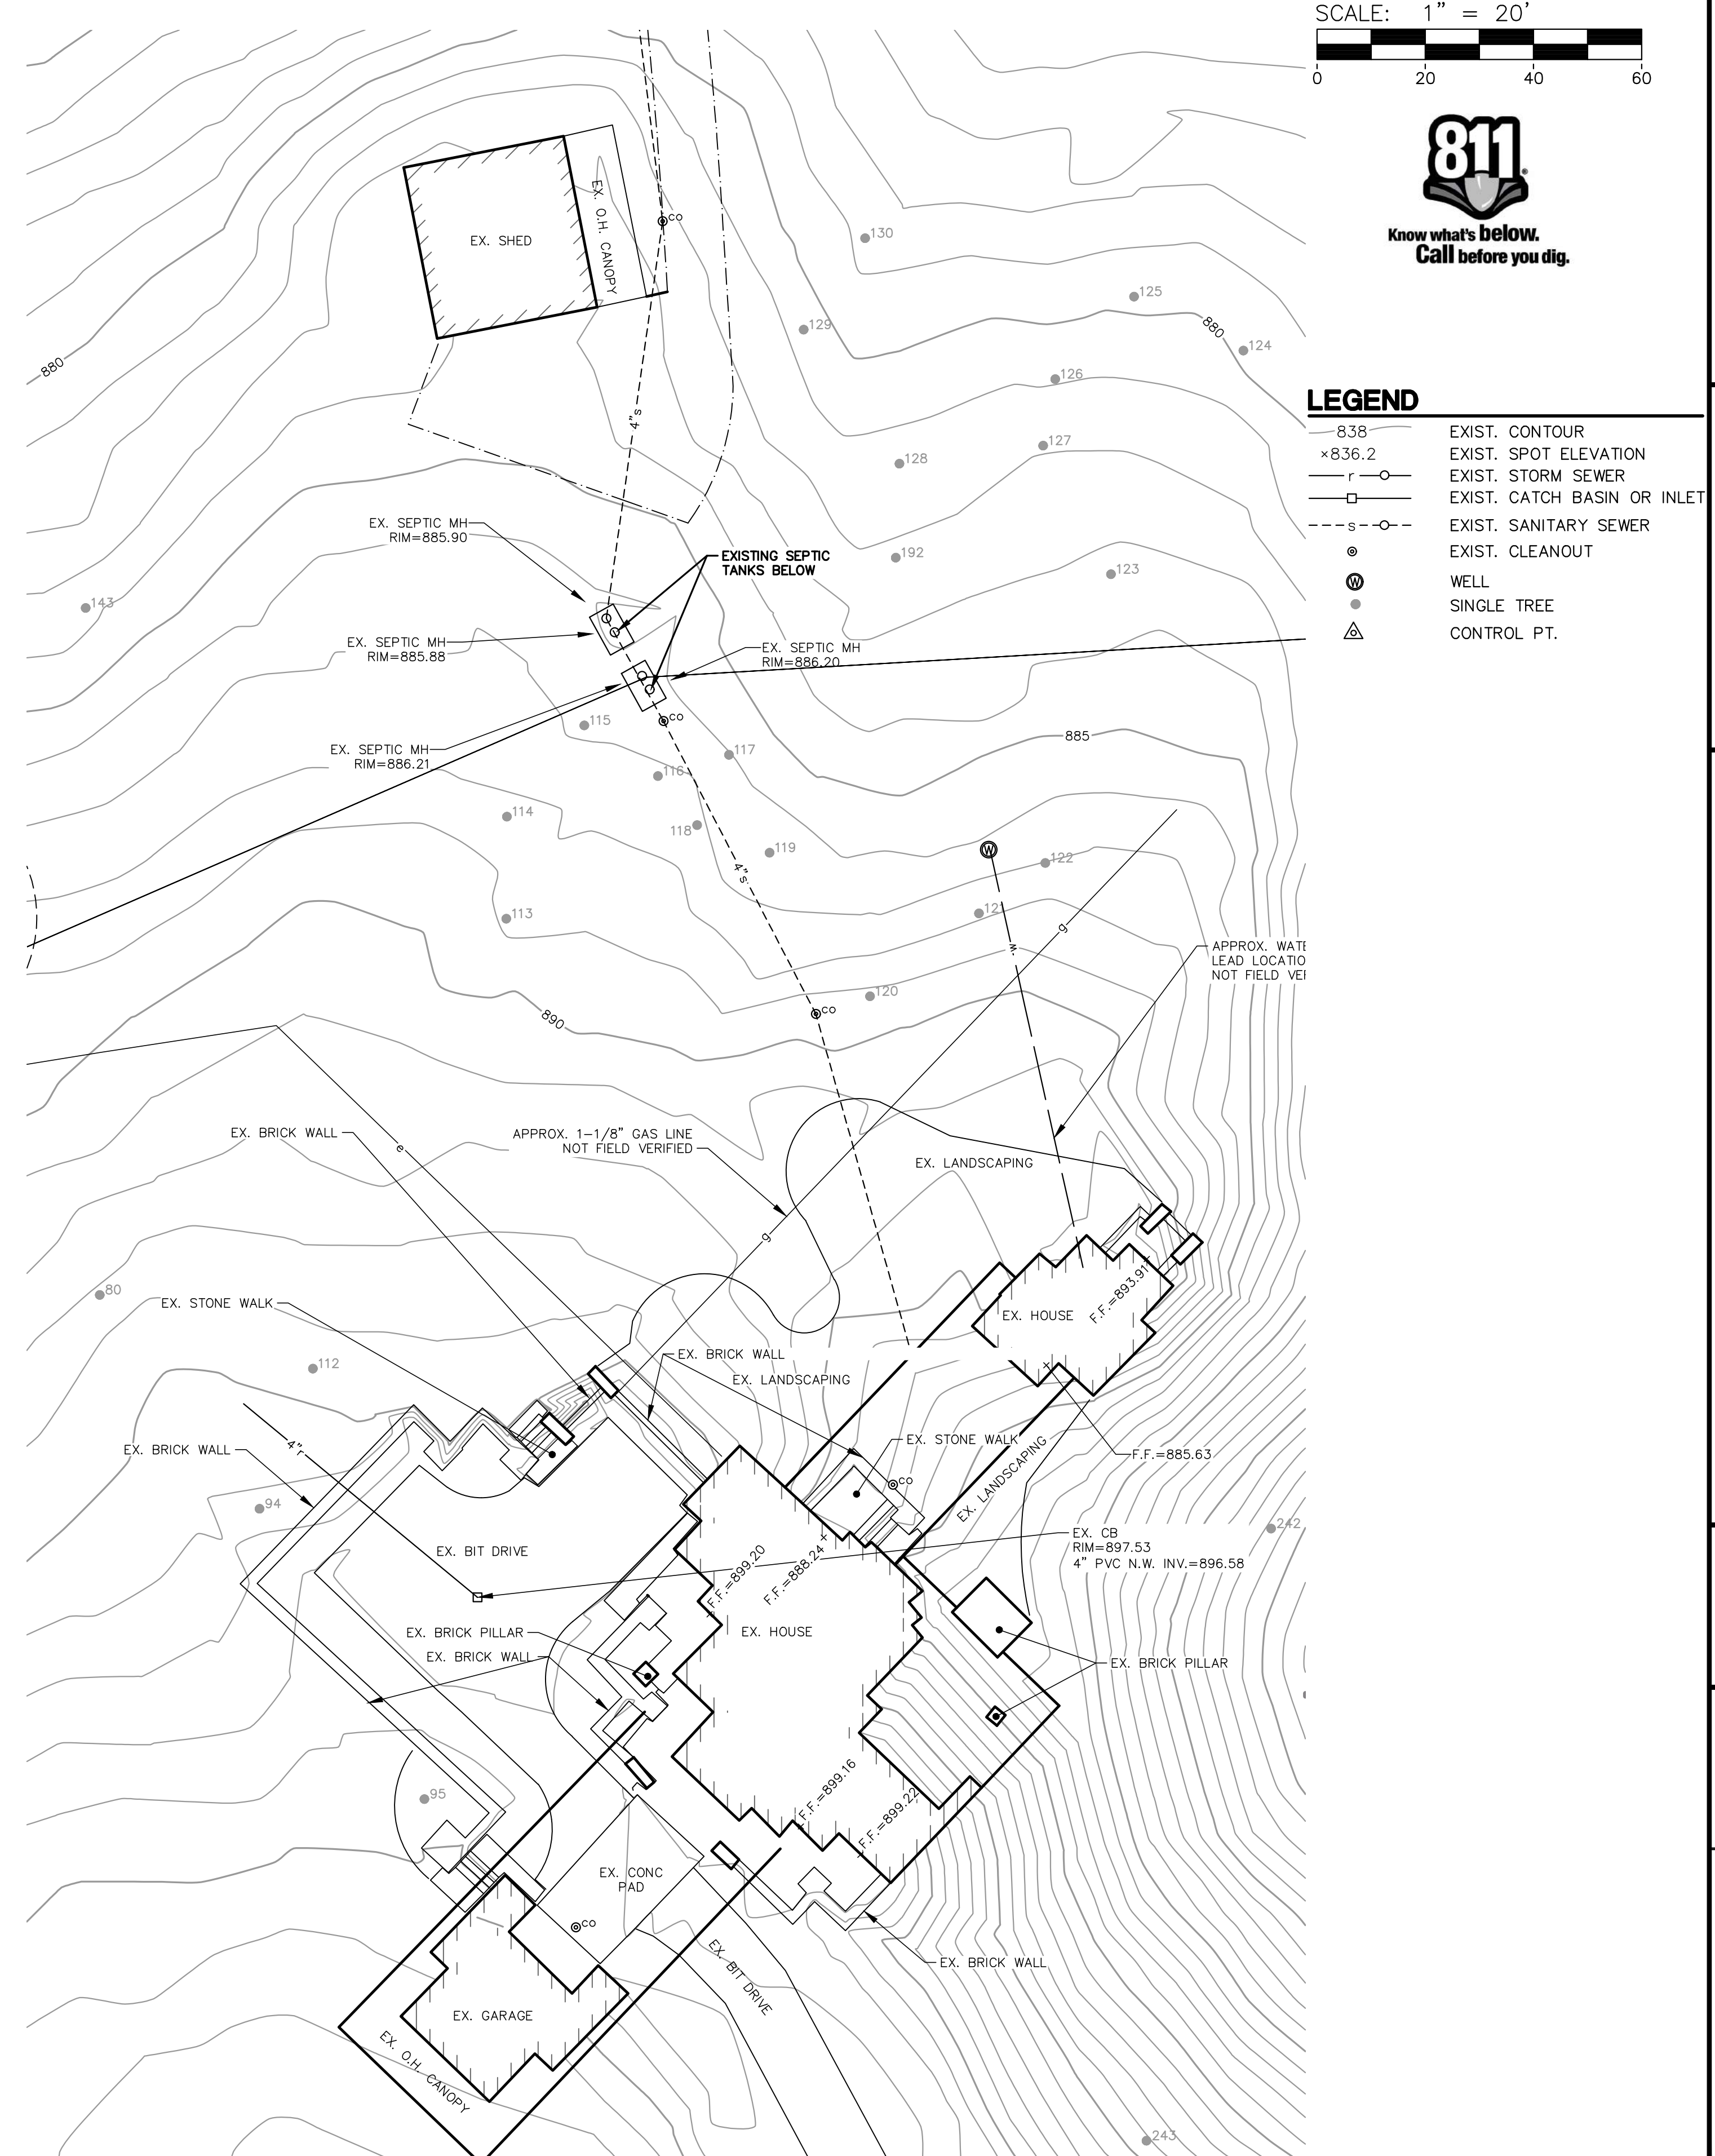 SCALE: 1" = 20'
0 20 40 60
811
Know what's below.
Call before you dig.
LEGEND
838 EXIST. CONTOUR
×836.2 EXIST. SPOT ELEVATION
r EXIST. STORM SEWER
EXIST. CATCH BASIN OR INLET
s EXIST. SANITARY SEWER
EXIST. CLEANOUT
W WELL
SINGLE TREE
CONTROL PT.
EX. SHED
EX. O.H. CANOPY
CO
130
125
129
880
124
880
126
4"s
127
128
EX. SEPTIC MH
RIM=885.90
EXISTING SEPTIC
TANKS BELOW
192
123
143
EX. SEPTIC MH
RIM=885.88
EX. SEPTIC MH
RIM=886.20
CO
115
885
EX. SEPTIC MH
RIM=886.21
117
116
114
118
119
W
122
4"s
113
121
g
w
APPROX. WATE
LEAD LOCATIO
NOT FIELD VER
120
CO
890
EX. BRICK WALL
e
APPROX. 1-1/8" GAS LINE
NOT FIELD VERIFIED
EX. LANDSCAPING
g
80
EX. STONE WALK
EX. HOUSE
F.F.=893.91
112
EX. BRICK WALL
EX. LANDSCAPING
4"r
EX. BRICK WALL
EX. STONE WALK
F.F.=885.63
CO
EX. LANDSCAPING
94
242
EX. CB
RIM=897.53
4" PVC N.W. INV.=896.58
EX. BIT DRIVE
F.F.=899.20
F.F.=888.24
EX. BRICK PILLAR
EX. HOUSE
EX. BRICK WALL
EX. BRICK PILLAR
95
F.F.=899.16
F.F.=899.22
EX. CONC
PAD
CO
EX. BIT DRIVE
EX. BRICK WALL
EX. GARAGE
EX. O.H. CANOPY
243